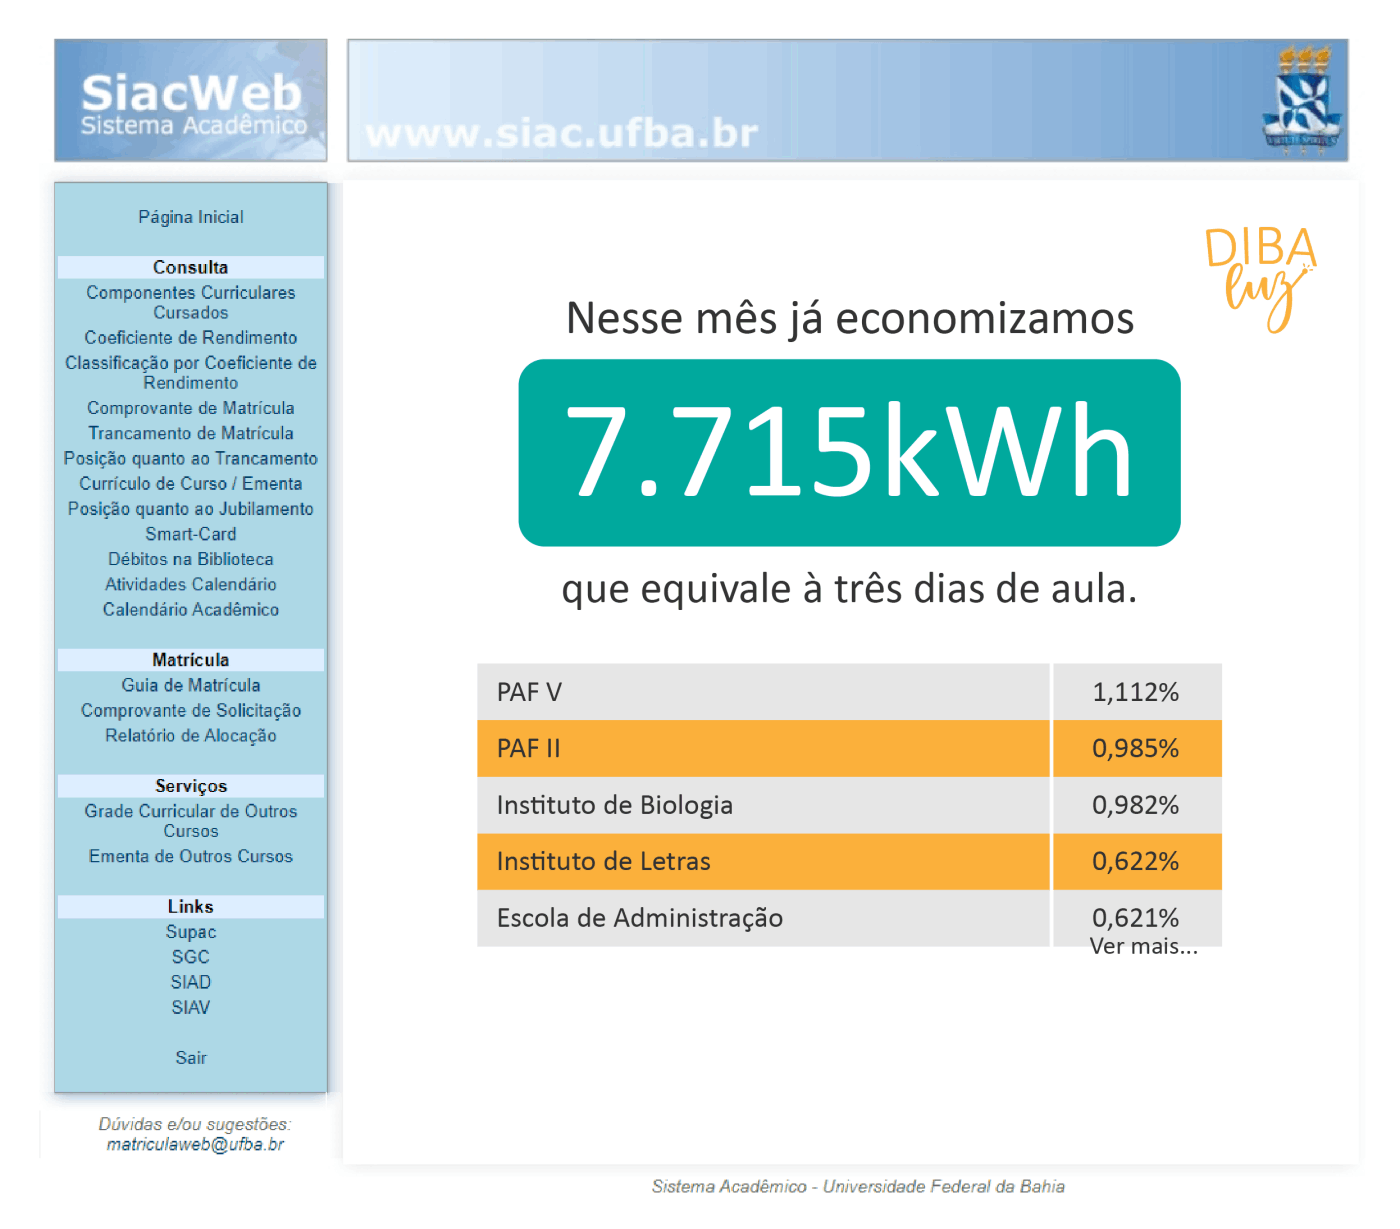 SiacWeb
Sistema Acadêmico
www.siac.ufba.br
Página Inicial
Consulta
Componentes Curriculares
Cursados
Coeficiente de Rendimento
Classificação por Coeficiente de
Rendimento
Comprovante de Matrícula
Trancamento de Matrícula
Posição quanto ao Trancamento
Currículo de Curso / Ementa
Posição quanto ao Jubilamento
Smart-Card
Débitos na Biblioteca
Atividades Calendário
Calendário Acadêmico
Matrícula
Guia de Matrícula
Comprovante de Solicitação
Relatório de Alocação
Serviços
Grade Curricular de Outros
Cursos
Ementa de Outros Cursos
Links
Supac
SGC
SIAD
SIAV
Sair
Dúvidas e/ou sugestões:
matriculaweb@ufba.br
DIBA
luz
Nesse mês já economizamos
7.715kWh
que equivale à três dias de aula.
PAF V 1,112%
PAF II 0,985%
Instituto de Biologia 0,982%
Instituto de Letras 0,622%
Escola de Administração 0,621%
Ver mais...
Sistema Acadêmico - Universidade Federal da Bahia